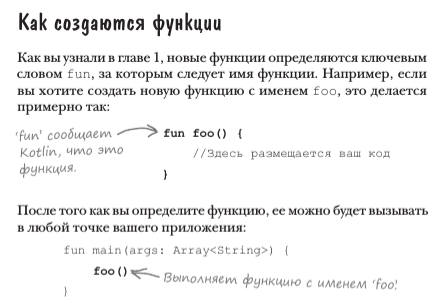 Как создаются функции
Как вы узнали в главе 1, новые функции определяются ключевым
словом fun, за которым следует имя функции. Например, если
вы хотите создать новую функцию с именем foo, это делается
примерно так:
‘fun’ сообщает
Kotlin, что это
функция.
fun foo() {
//Здесь размещается ваш код
}
После того как вы определите функцию, ее можно будет вызывать
в любой точке вашего приложения:
fun main(args: Array<String>) {
foo()
Выполняет функцию с именем ‘foo!
}